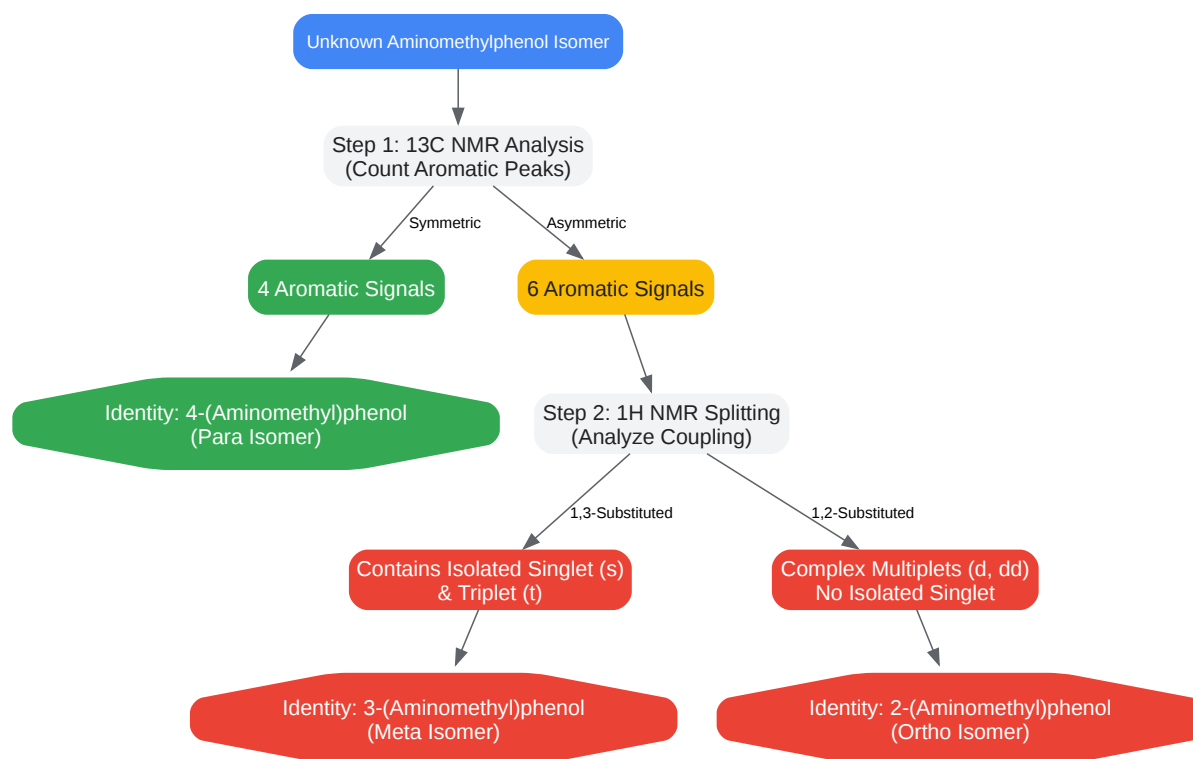 Unknown Aminomethylphenol Isomer
Step 1: 13C NMR Analysis
(Count Aromatic Peaks)
Symmetric
Asymmetric
4 Aromatic Signals
6 Aromatic Signals
Identity: 4-(Aminomethyl)phenol
(Para Isomer)
Step 2: 1H NMR Splitting
(Analyze Coupling)
1,3-Substituted
1,2-Substituted
Contains Isolated Singlet (s)
& Triplet (t)
Complex Multiplets (d, dd)
No Isolated Singlet
Identity: 3-(Aminomethyl)phenol
(Meta Isomer)
Identity: 2-(Aminomethyl)phenol
(Ortho Isomer)